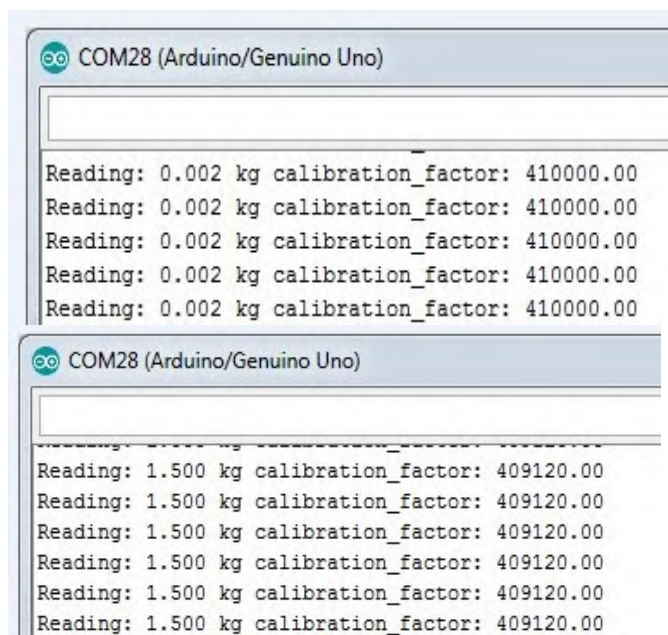 COM28 (Arduino/Genuino Uno)
Reading: 0.002 kg calibration_factor: 410000.00
Reading: 0.002 kg calibration_factor: 410000.00
Reading: 0.002 kg calibration_factor: 410000.00
Reading: 0.002 kg calibration_factor: 410000.00
Reading: 0.002 kg calibration_factor: 410000.00
COM28 (Arduino/Genuino Uno)
Reading: 1.500 kg calibration_factor: 409120.00
Reading: 1.500 kg calibration_factor: 409120.00
Reading: 1.500 kg calibration_factor: 409120.00
Reading: 1.500 kg calibration_factor: 409120.00
Reading: 1.500 kg calibration_factor: 409120.00
Reading: 1.500 kg calibration_factor: 409120.00